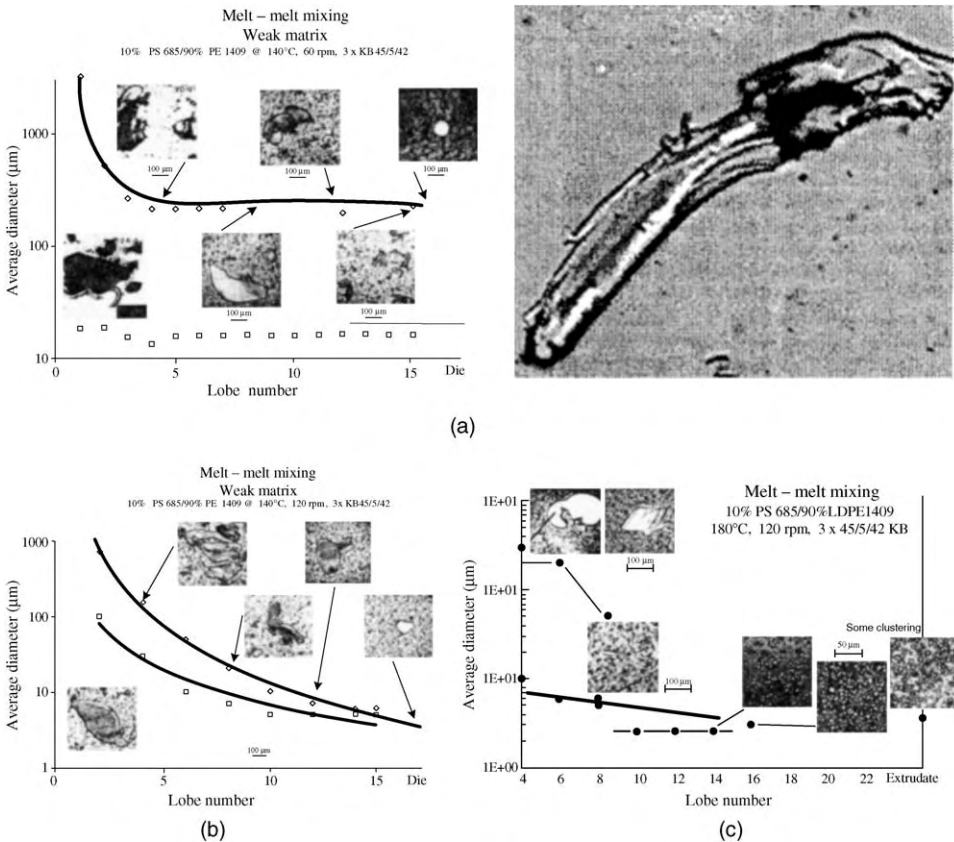 Melt – melt mixing
Weak matrix
10% PS 685/90% PE 1409 @ 140°C, 60 rpm, 3 x KB45/5/42
Average diameter (µm)
1000
100
10
100 µm
100 µm
100 µm
100 µm
100 µm
0
5
10
15
Die
Lobe number
(a)
Melt – melt mixing
Weak matrix
10% PS 685/90% PE 1409 @ 140°C, 120 rpm, 3x KB45/5/42
Average diameter (µm)
1000
100
10
1
100 µm
0
5
10
15
Die
Lobe number
(b)
Melt – melt mixing
10% PS 685/90%LDPE1409
180°C, 120 rpm, 3 x 45/5/42 KB
Average diameter (µm)
1E+01
1E+01
1E+01
1E+00
100 µm
100 µm
Some clustering
50 µm
4
6
8
10
12
14
16
20
22
Extrudate
Lobe number
(c)